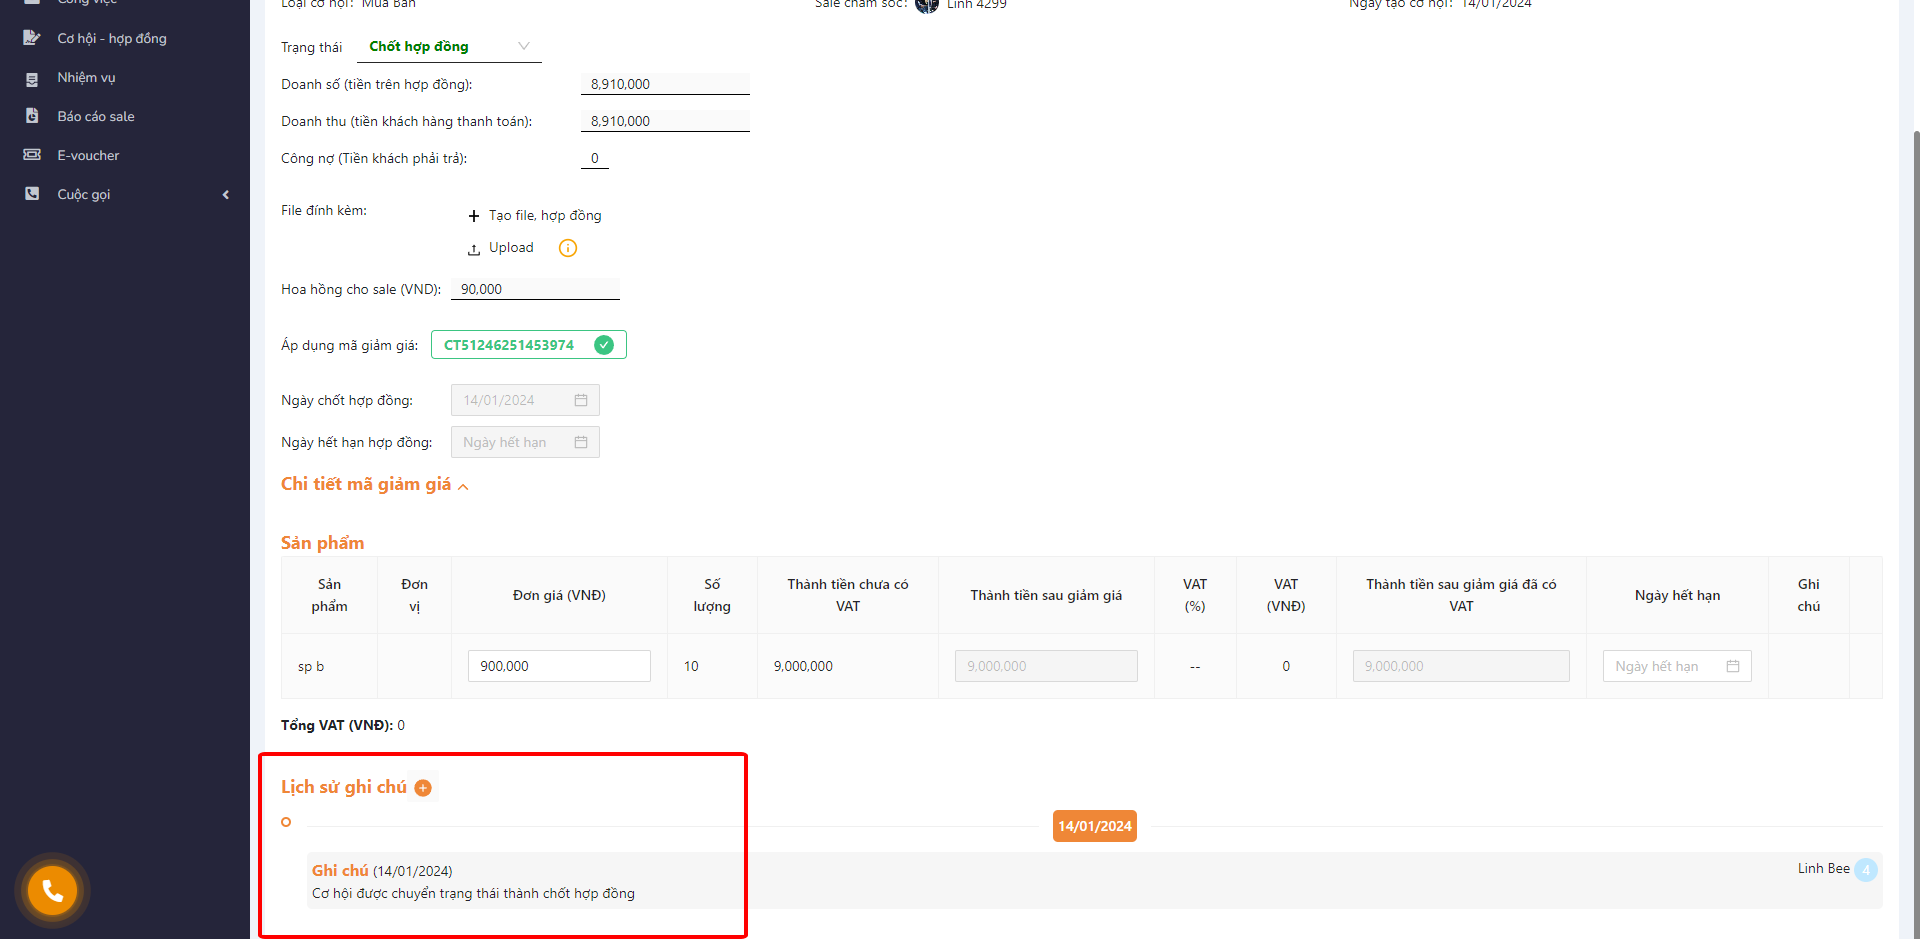 Công việc
Cơ hội - hợp đồng
Nhiệm vụ
Báo cáo sale
E-voucher
Cuộc gọi
Loại cơ hội: Mua Bán
Sale chăm sóc: Linh 4299
Ngày tạo cơ hội: 14/01/2024
Trạng thái Chốt hợp đồng
Doanh số (tiền trên hợp đồng): 8,910,000
Doanh thu (tiền khách hàng thanh toán): 8,910,000
Công nợ (Tiền khách phải trả): 0
File đính kèm:
Tạo file, hợp đồng
Upload
Hoa hồng cho sale (VND): 90,000
Áp dụng mã giảm giá: CT51246251453974
Ngày chốt hợp đồng: 14/01/2024
Ngày hết hạn hợp đồng: Ngày hết hạn
Chi tiết mã giảm giá
Sản phẩm
Sản phẩm Đơn vị Đơn giá (VNĐ) Số lượng Thành tiền chưa có VAT Thành tiền sau giảm giá VAT (%) VAT (VNĐ) Thành tiền sau giảm giá đã có VAT Ngày hết hạn Ghi chú
sp b 900,000 10 9,000,000 9,000,000 -- 0 9,000,000 Ngày hết hạn
Tổng VAT (VNĐ): 0
Lịch sử ghi chú
14/01/2024
Ghi chú (14/01/2024)
Linh Bee 4
Cơ hội được chuyển trạng thái thành chốt hợp đồng